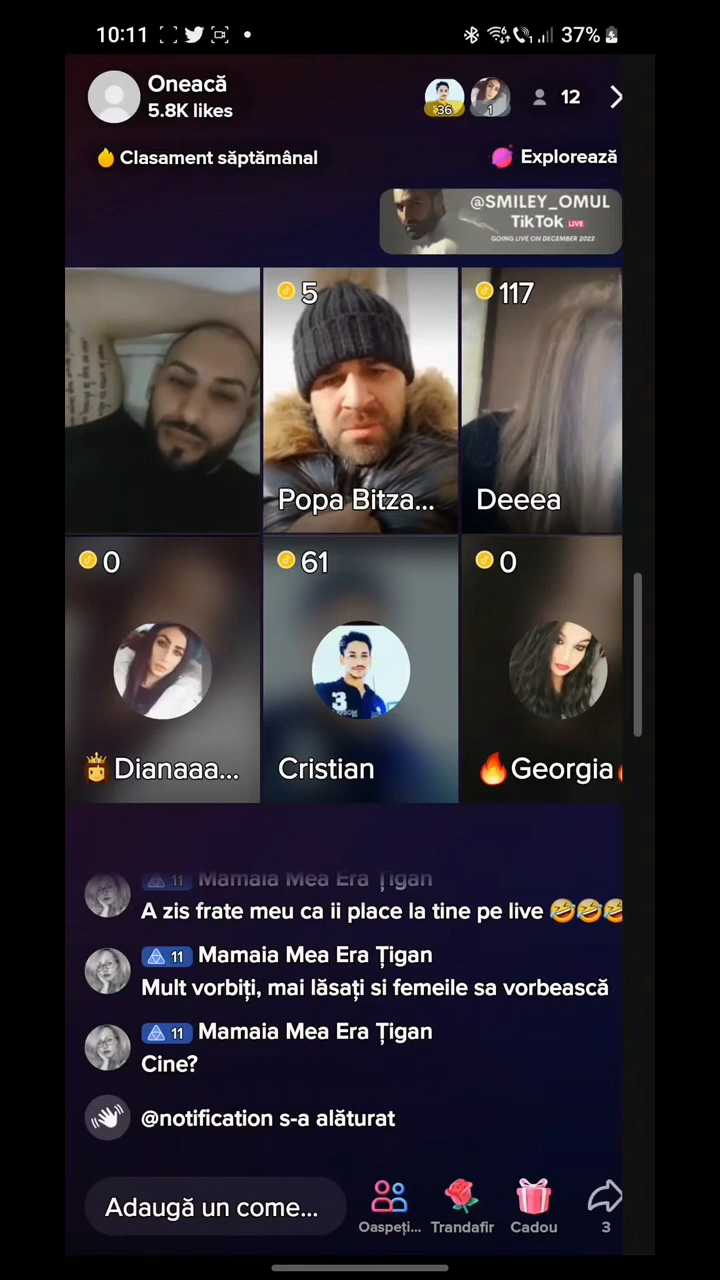 10:11
37%
Oneacă
5.8K likes
36
1
12
Clasament săptămânal
Explorează
@SMILEY_OMUL
TikTok LIVE
GOING LIVE ON DECEMBER 2022
5
117
Popa Bitza...
Deeea
0
61
0
3
Dianaaa...
Cristian
Georgia
11 Mamaia Mea Era Țigan
A zis frate meu ca ii place la tine pe live
11 Mamaia Mea Era Țigan
Mult vorbiți, mai lăsați si femeile sa vorbească
11 Mamaia Mea Era Țigan
Cine?
@notification s-a alăturat
Adaugă un come...
Oaspeți...
Trandafir
Cadou
3